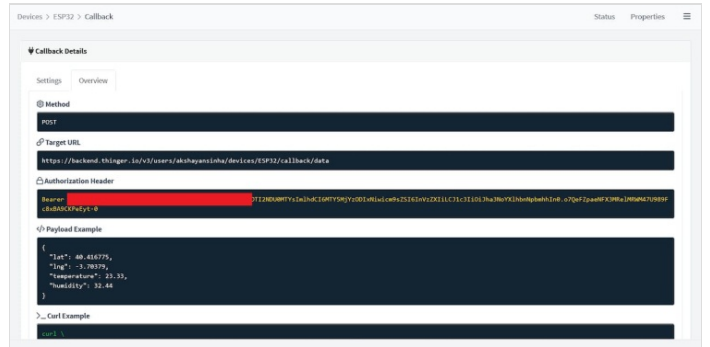 Devices > ESP32 > Callback
Status Properties
Callback Details
Settings Overview
Method
POST
Target URL
https://backend.thinger.io/v3/users/akshayansinha/devices/ESP32/callback/data
Authorization Header
Bearer
</> Payload Example
{
"lat": 40.416775,
"lng": -3.70379,
"temperature": 23.33,
"humidity": 32.44
}
>_ Curl Example
curl \